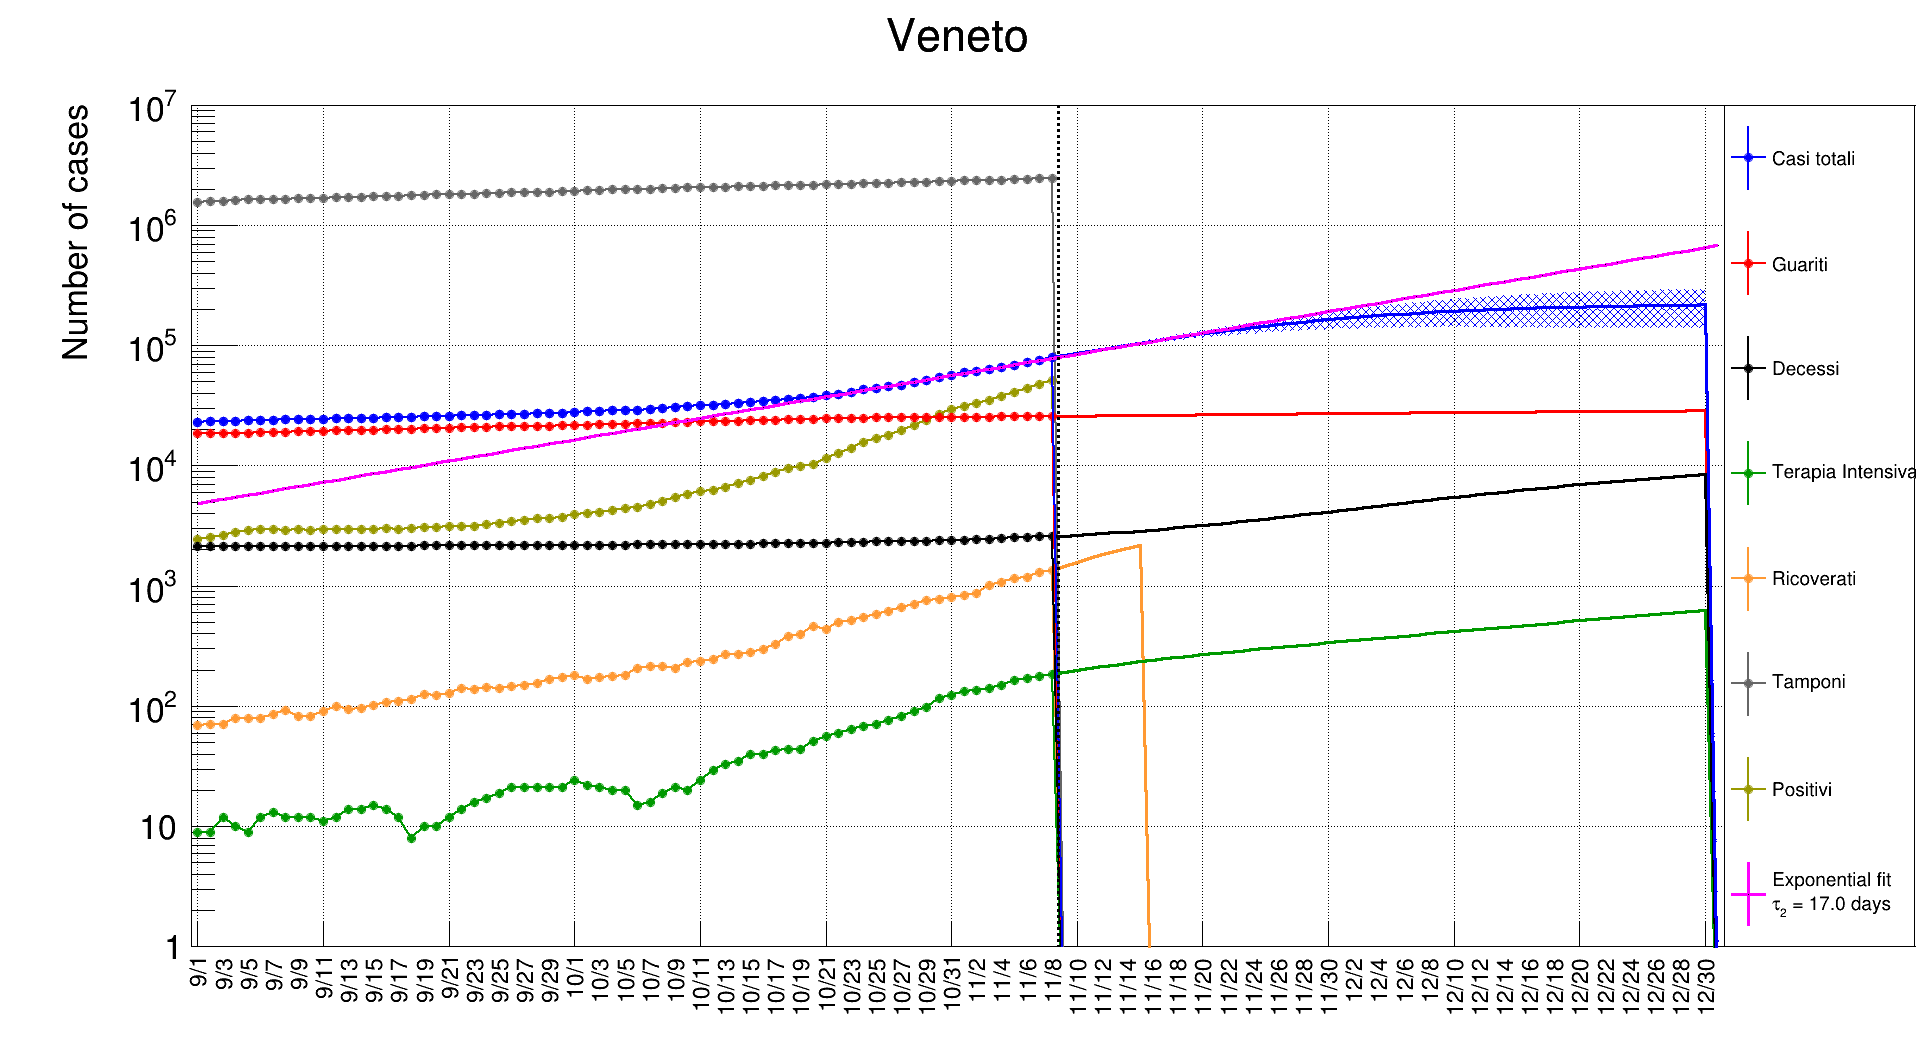 Veneto
Number of cases
10^7
10^6
10^5
10^4
10^3
10^2
10
1
9/1 9/3 9/5 9/7 9/9 9/11 9/13 9/15 9/17 9/19 9/21 9/23 9/25 9/27 9/29 10/1 10/3 10/5 10/7 10/9 10/11 10/13 10/15 10/17 10/19 10/21 10/23 10/25 10/27 10/29 10/31 11/2 11/4 11/6 11/8 11/10 11/12 11/14 11/16 11/18 11/20 11/22 11/24 11/26 11/28 11/30 12/2 12/4 12/6 12/8 12/10 12/12 12/14 12/16 12/18 12/20 12/22 12/24 12/26 12/28 12/30
Casi totali
Guariti
Decessi
Terapia Intensiva
Ricoverati
Tamponi
Positivi
Exponential fit
τ_2 = 17.0 days